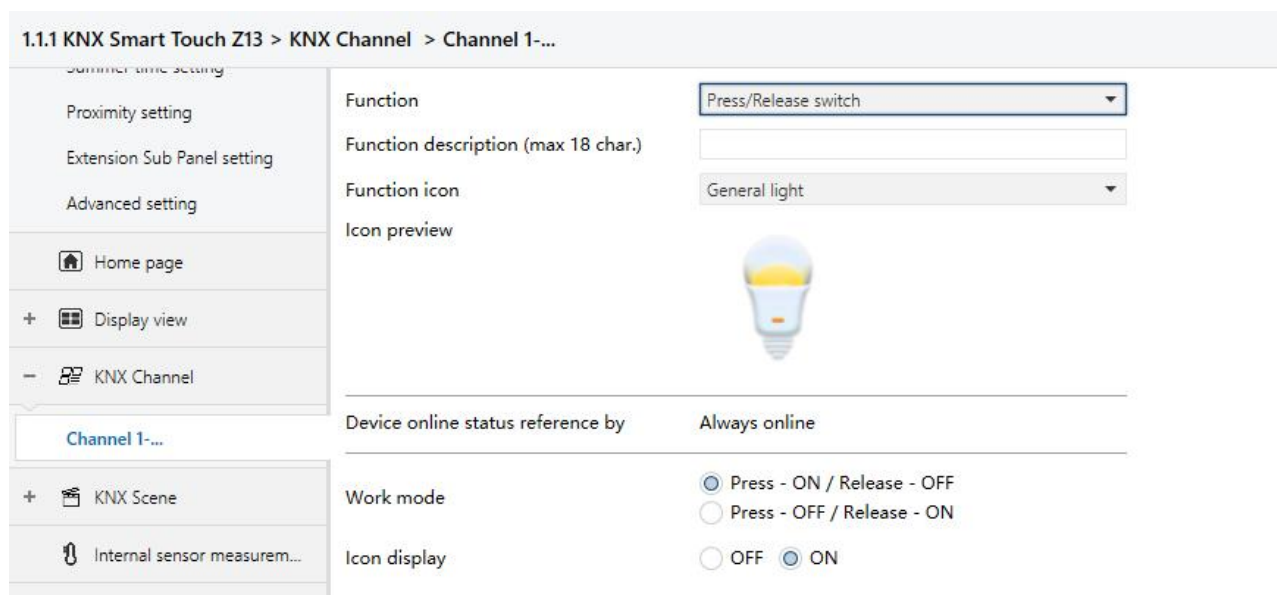 1.1.1 KNX Smart Touch Z13 > KNX Channel > Channel 1-...
Summer time setting
Proximity setting
Extension Sub Panel setting
Advanced setting
Home page
+ Display view
− KNX Channel
Channel 1-...
+ KNX Scene
Internal sensor measurem...
Function Press/Release switch
Function description (max 18 char.)
Function icon General light
Icon preview
Device online status reference by Always online
Work mode
Press - ON / Release - OFF
Press - OFF / Release - ON
Icon display OFF ON